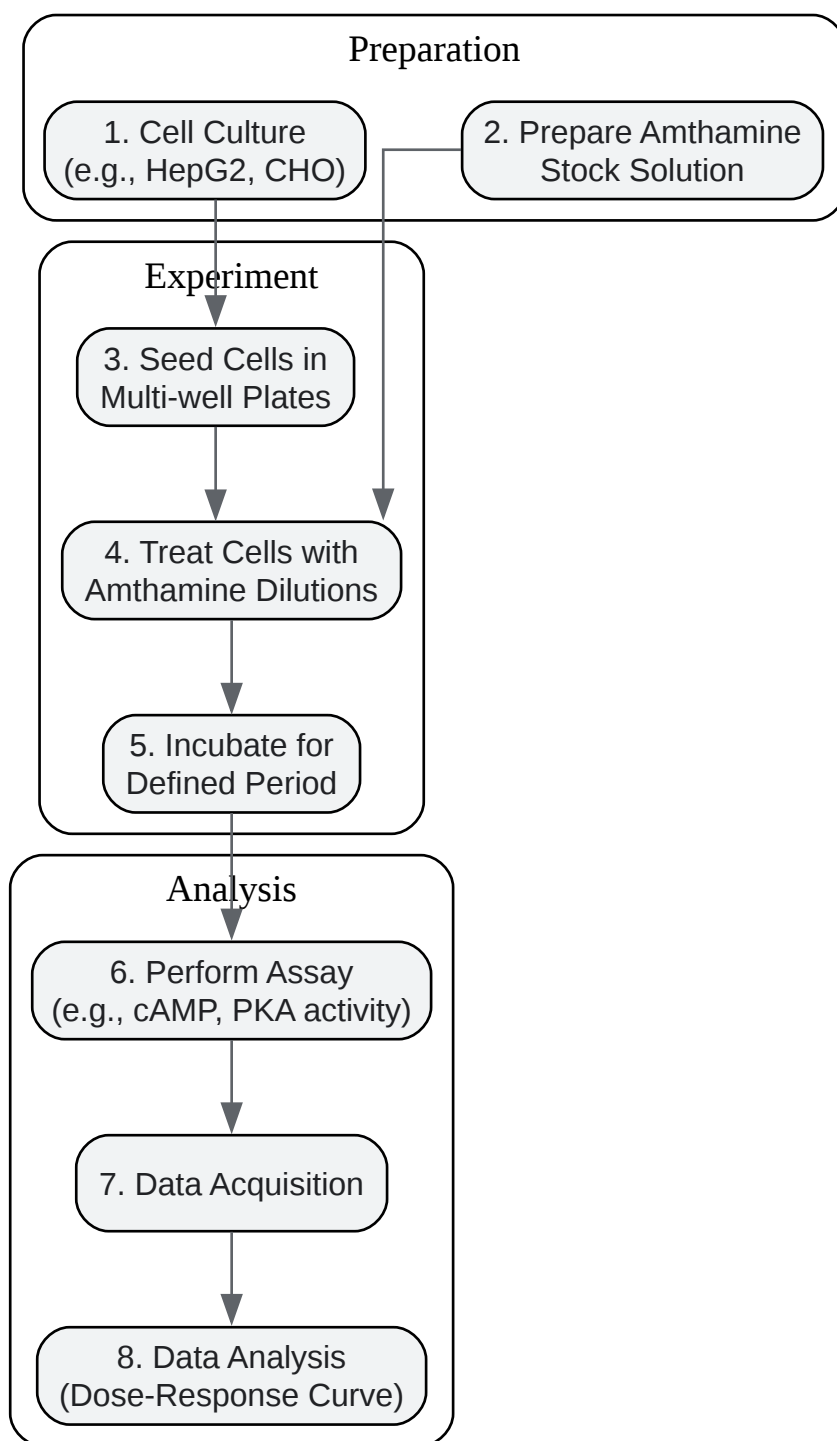 Preparation
1. Cell Culture
(e.g., HepG2, CHO)
2. Prepare Amthamine
Stock Solution
Experiment
3. Seed Cells in
Multi-well Plates
4. Treat Cells with
Amthamine Dilutions
5. Incubate for
Defined Period
Analysis
6. Perform Assay
(e.g., cAMP, PKA activity)
7. Data Acquisition
8. Data Analysis
(Dose-Response Curve)